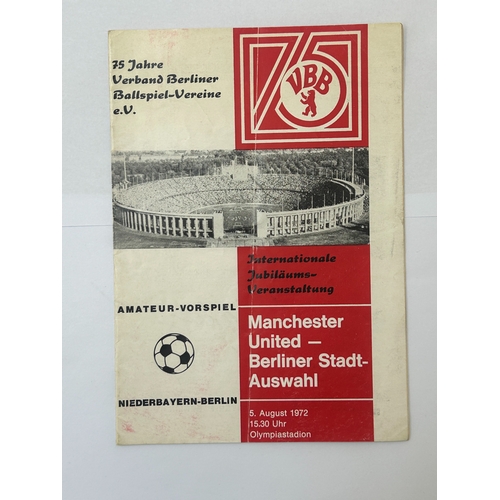 75 Jahre
Verband Berliner
Ballspiel-Vereine
e.V.
75
VBB
Internationale
Jubiläums-
Veranstaltung
AMATEUR-VORSPIEL
NIEDERBAYERN-BERLIN
Manchester
United —
Berliner Stadt-
Auswahl
5. August 1972
15.30 Uhr
Olympiastadion